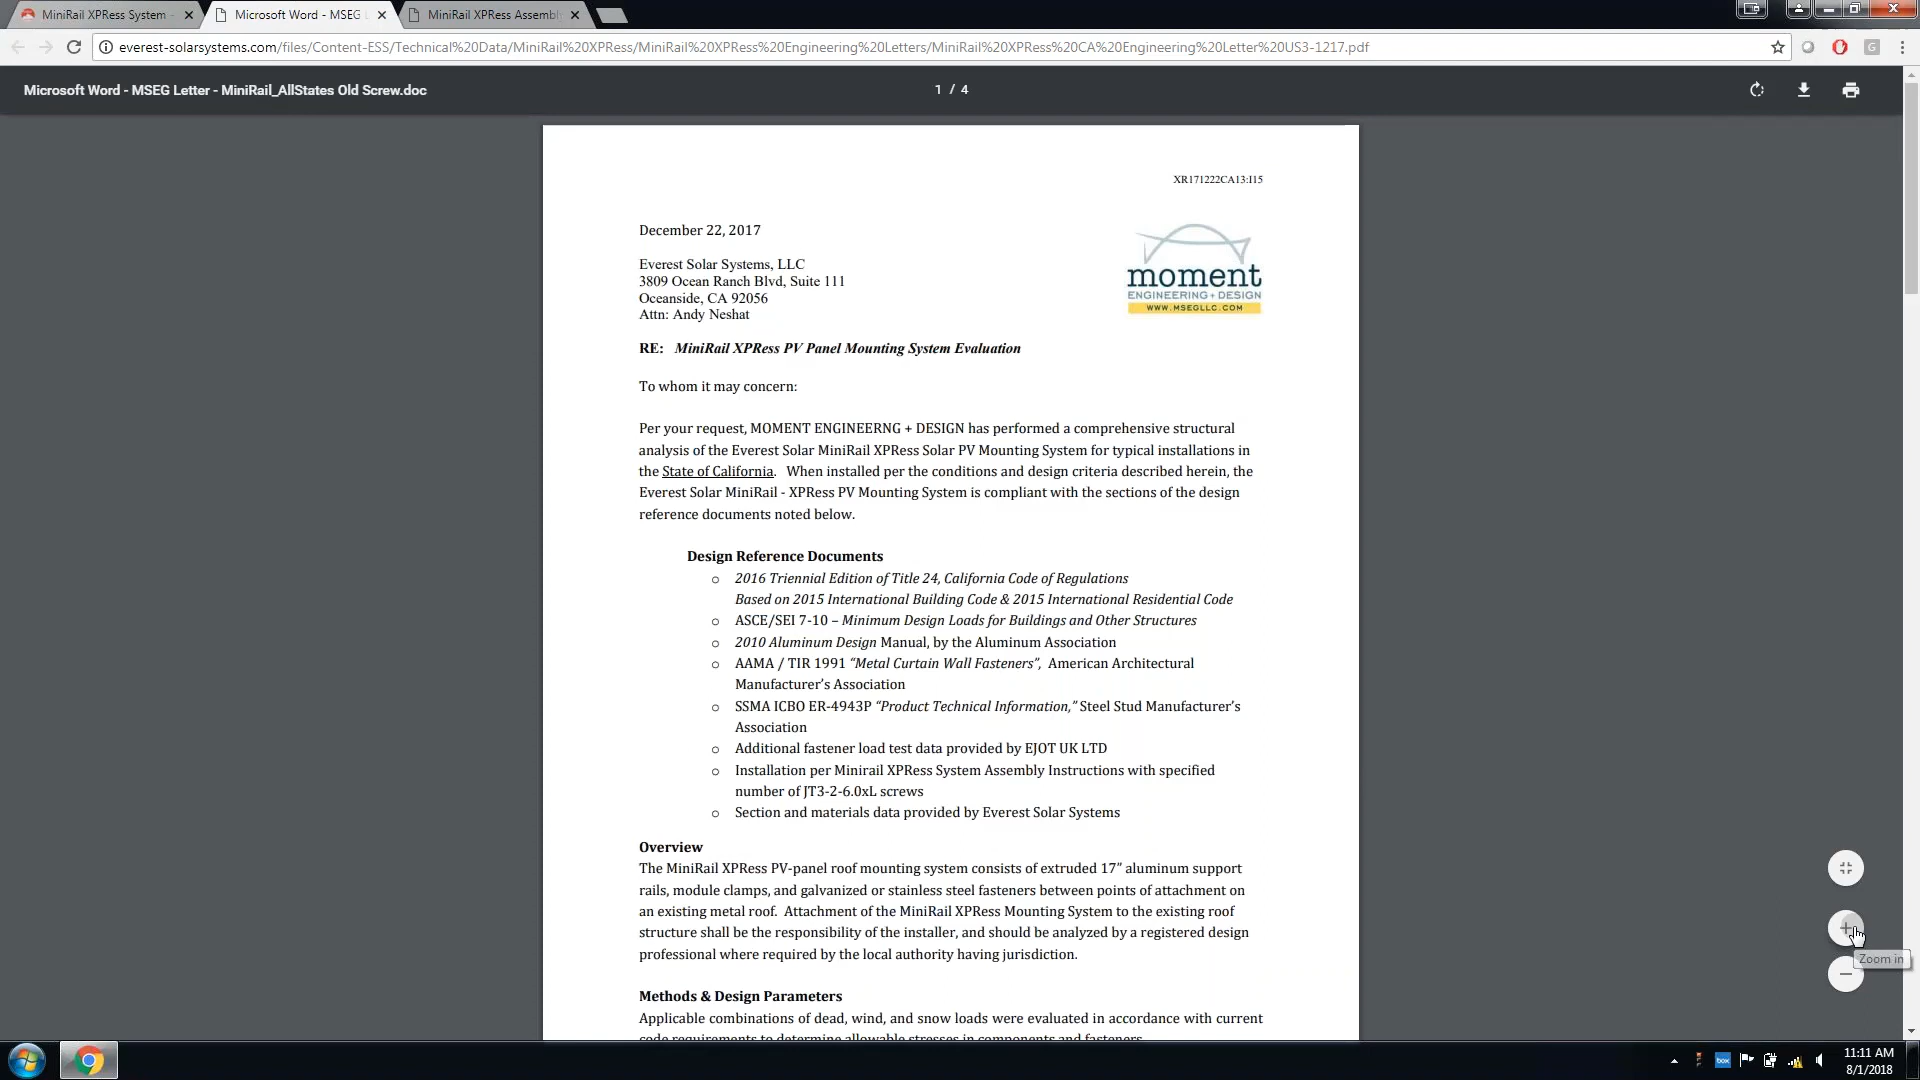 MiniRail XPRess System -
Microsoft Word - MSEG L
MiniRail XPRess Assembl
everest-solarsystems.com/files/Content-ESS/Technical%20Data/MiniRail%20XPRess/MiniRail%20XPRess%20Engineering%20Letters/MiniRail%20XPRess%20CA%20Engineering%20Letter%20US3-1217.pdf
Microsoft Word - MSEG Letter - MiniRail_AllStates Old Screw.doc
1 / 4
XR171222CA13:I15
December 22, 2017
Everest Solar Systems, LLC
3809 Ocean Ranch Blvd, Suite 111
Oceanside, CA 92056
Attn: Andy Neshat
moment
ENGINEERING+DESIGN
WWW.MSEGLLC.COM
RE: MiniRail XPRess PV Panel Mounting System Evaluation
To whom it may concern:
Per your request, MOMENT ENGINEERNG + DESIGN has performed a comprehensive structural
analysis of the Everest Solar MiniRail XPRess Solar PV Mounting System for typical installations in
the State of California. When installed per the conditions and design criteria described herein, the
Everest Solar MiniRail - XPRess PV Mounting System is compliant with the sections of the design
reference documents noted below.
Design Reference Documents
o 2016 Triennial Edition of Title 24, California Code of Regulations
Based on 2015 International Building Code & 2015 International Residential Code
o ASCE/SEI 7-10 – Minimum Design Loads for Buildings and Other Structures
o 2010 Aluminum Design Manual, by the Aluminum Association
o AAMA / TIR 1991 “Metal Curtain Wall Fasteners”, American Architectural
Manufacturer’s Association
o SSMA ICBO ER-4943P “Product Technical Information,” Steel Stud Manufacturer’s
Association
o Additional fastener load test data provided by EJOT UK LTD
o Installation per Minirail XPRess System Assembly Instructions with specified
number of JT3-2-6.0xL screws
o Section and materials data provided by Everest Solar Systems
Overview
The MiniRail XPRess PV-panel roof mounting system consists of extruded 17” aluminum support
rails, module clamps, and galvanized or stainless steel fasteners between points of attachment on
an existing metal roof. Attachment of the MiniRail XPRess Mounting System to the existing roof
structure shall be the responsibility of the installer, and should be analyzed by a registered design
professional where required by the local authority having jurisdiction.
Methods & Design Parameters
Applicable combinations of dead, wind, and snow loads were evaluated in accordance with current
code requirements to determine allowable stresses in components and fasteners.
Zoom in
box
11:11 AM
8/1/2018